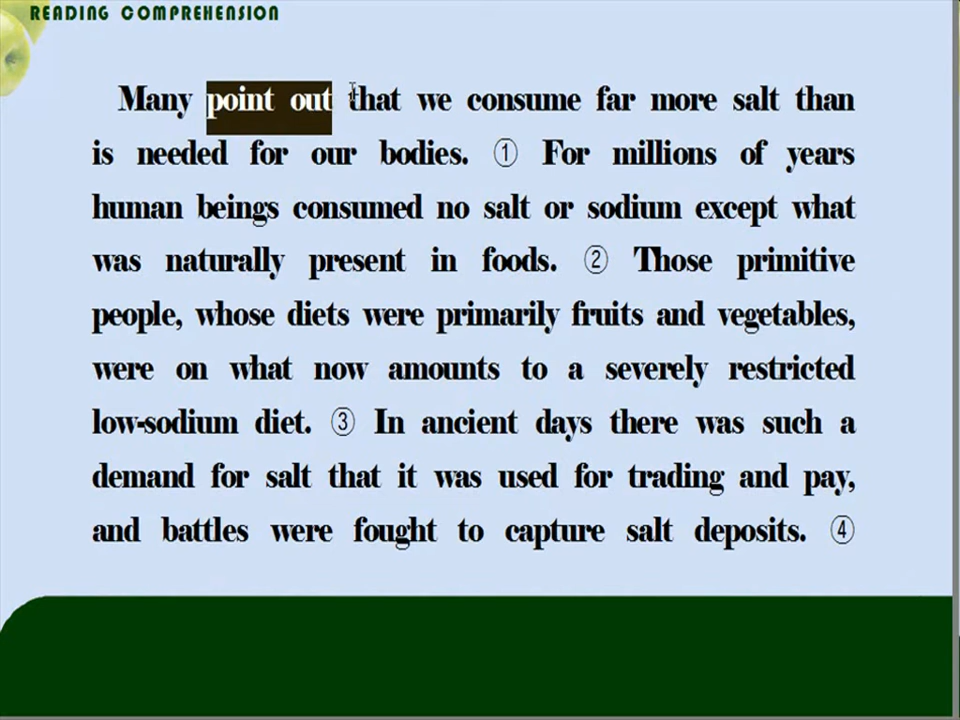 READING COMPREHENSION
Many point out that we consume far more salt than
is needed for our bodies. ① For millions of years
human beings consumed no salt or sodium except what
was naturally present in foods. ② Those primitive
people, whose diets were primarily fruits and vegetables,
were on what now amounts to a severely restricted
low-sodium diet. ③ In ancient days there was such a
demand for salt that it was used for trading and pay,
and battles were fought to capture salt deposits. ④